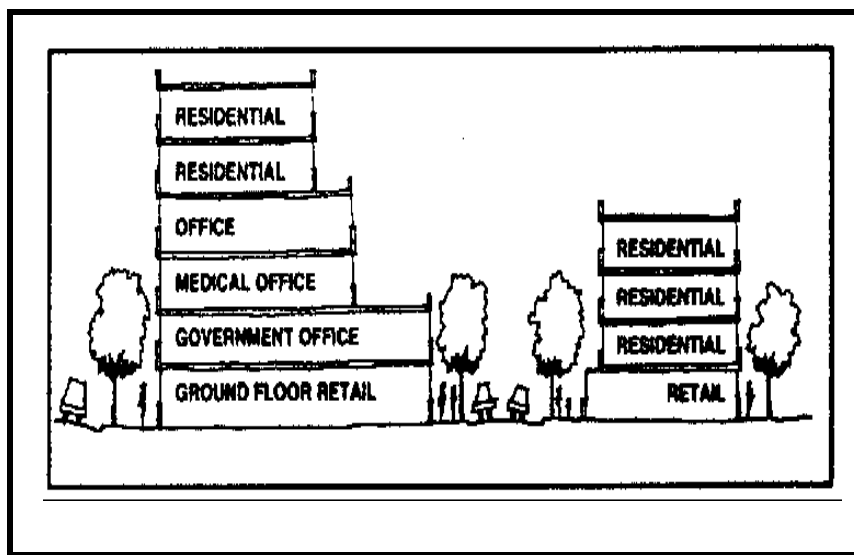 RESIDENTIAL
RESIDENTIAL
OFFICE
MEDICAL OFFICE
GOVERNMENT OFFICE
GROUND FLOOR RETAIL
RESIDENTIAL
RESIDENTIAL
RESIDENTIAL
RETAIL